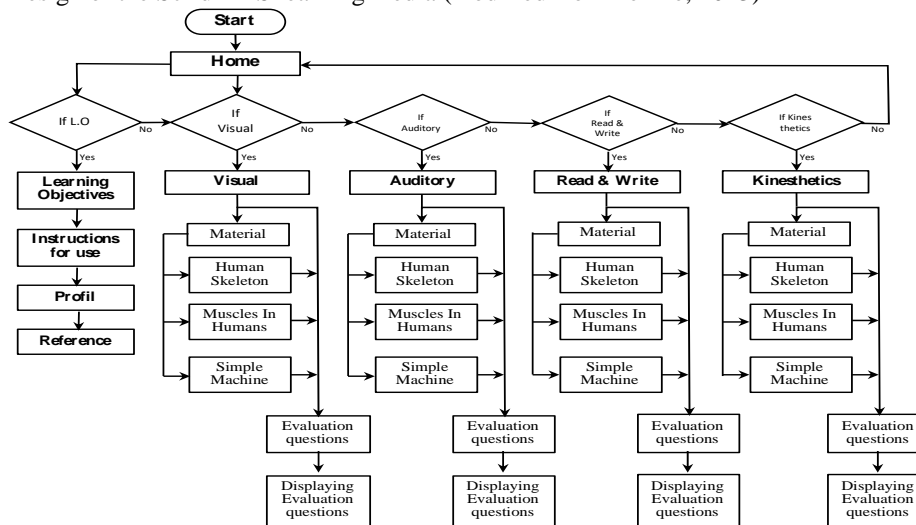 of the Learning Media
Start
Home
If L.O
No
If
Visual
No
If
Auditory
No
If
Read &
Write
No
If Kines
thetics
No
Yes
Yes
Yes
Yes
Yes
Learning
Objectives
Instructions
for use
Profil
Reference
Visual
Material
Human
Skeleton
Muscles In
Humans
Simple
Machine
Evaluation
questions
Displaying
Evaluation
questions
Auditory
Material
Human
Skeleton
Muscles In
Humans
Simple
Machine
Evaluation
questions
Displaying
Evaluation
questions
Read & Write
Material
Human
Skeleton
Muscles In
Humans
Simple
Machine
Evaluation
questions
Displaying
Evaluation
questions
Kinesthetics
Material
Human
Skeleton
Muscles In
Humans
Simple
Machine
Evaluation
questions
Displaying
Evaluation
questions